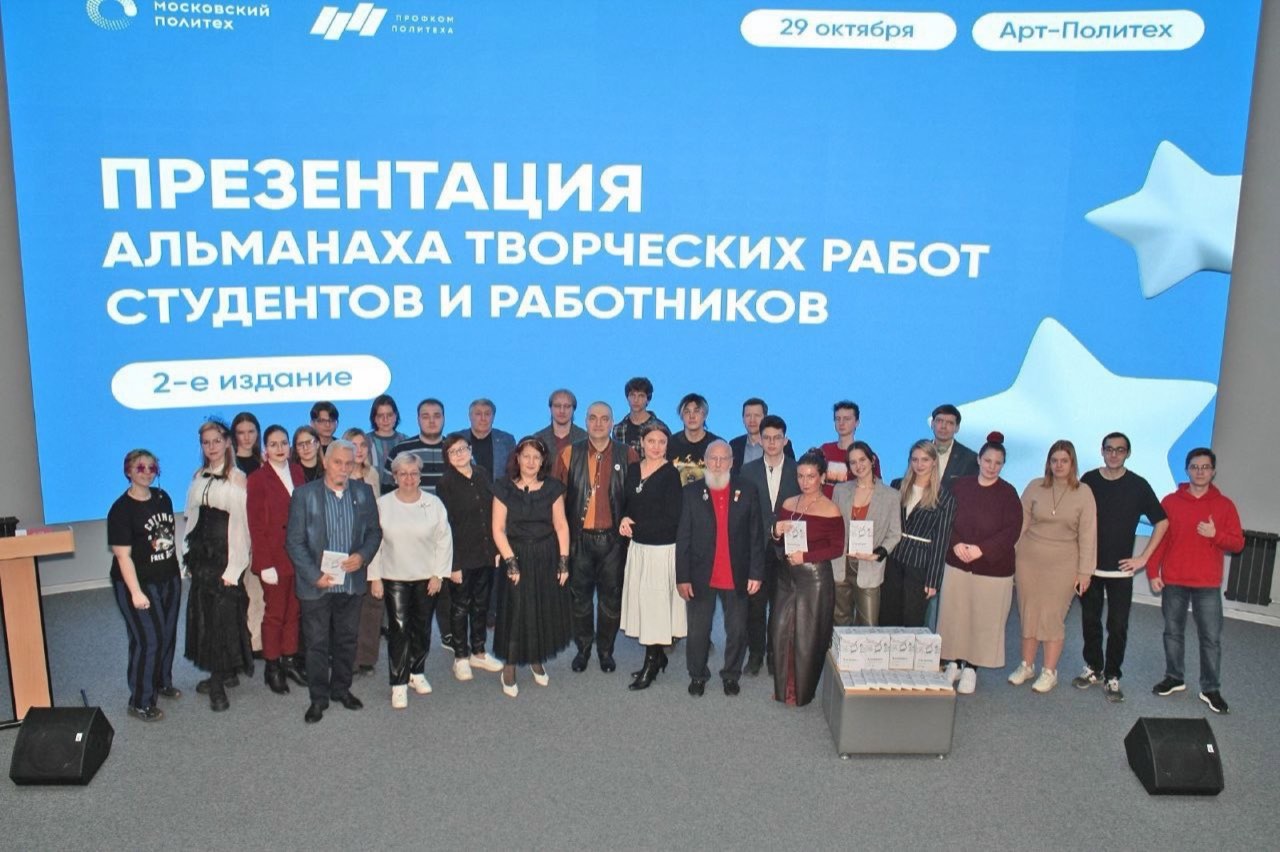 московский
политех
ПРОФКОМ
ПОЛИТЕХА
29 октября
Арт-Политех
ПРЕЗЕНТАЦИЯ
АЛЬМАНАХА ТВОРЧЕСКИХ РАБОТ
СТУДЕНТОВ И РАБОТНИКОВ
2-е издание